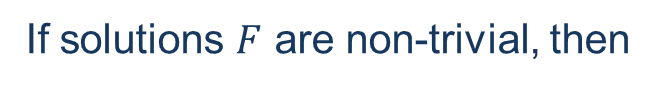 If solutions F are non-trivial, then